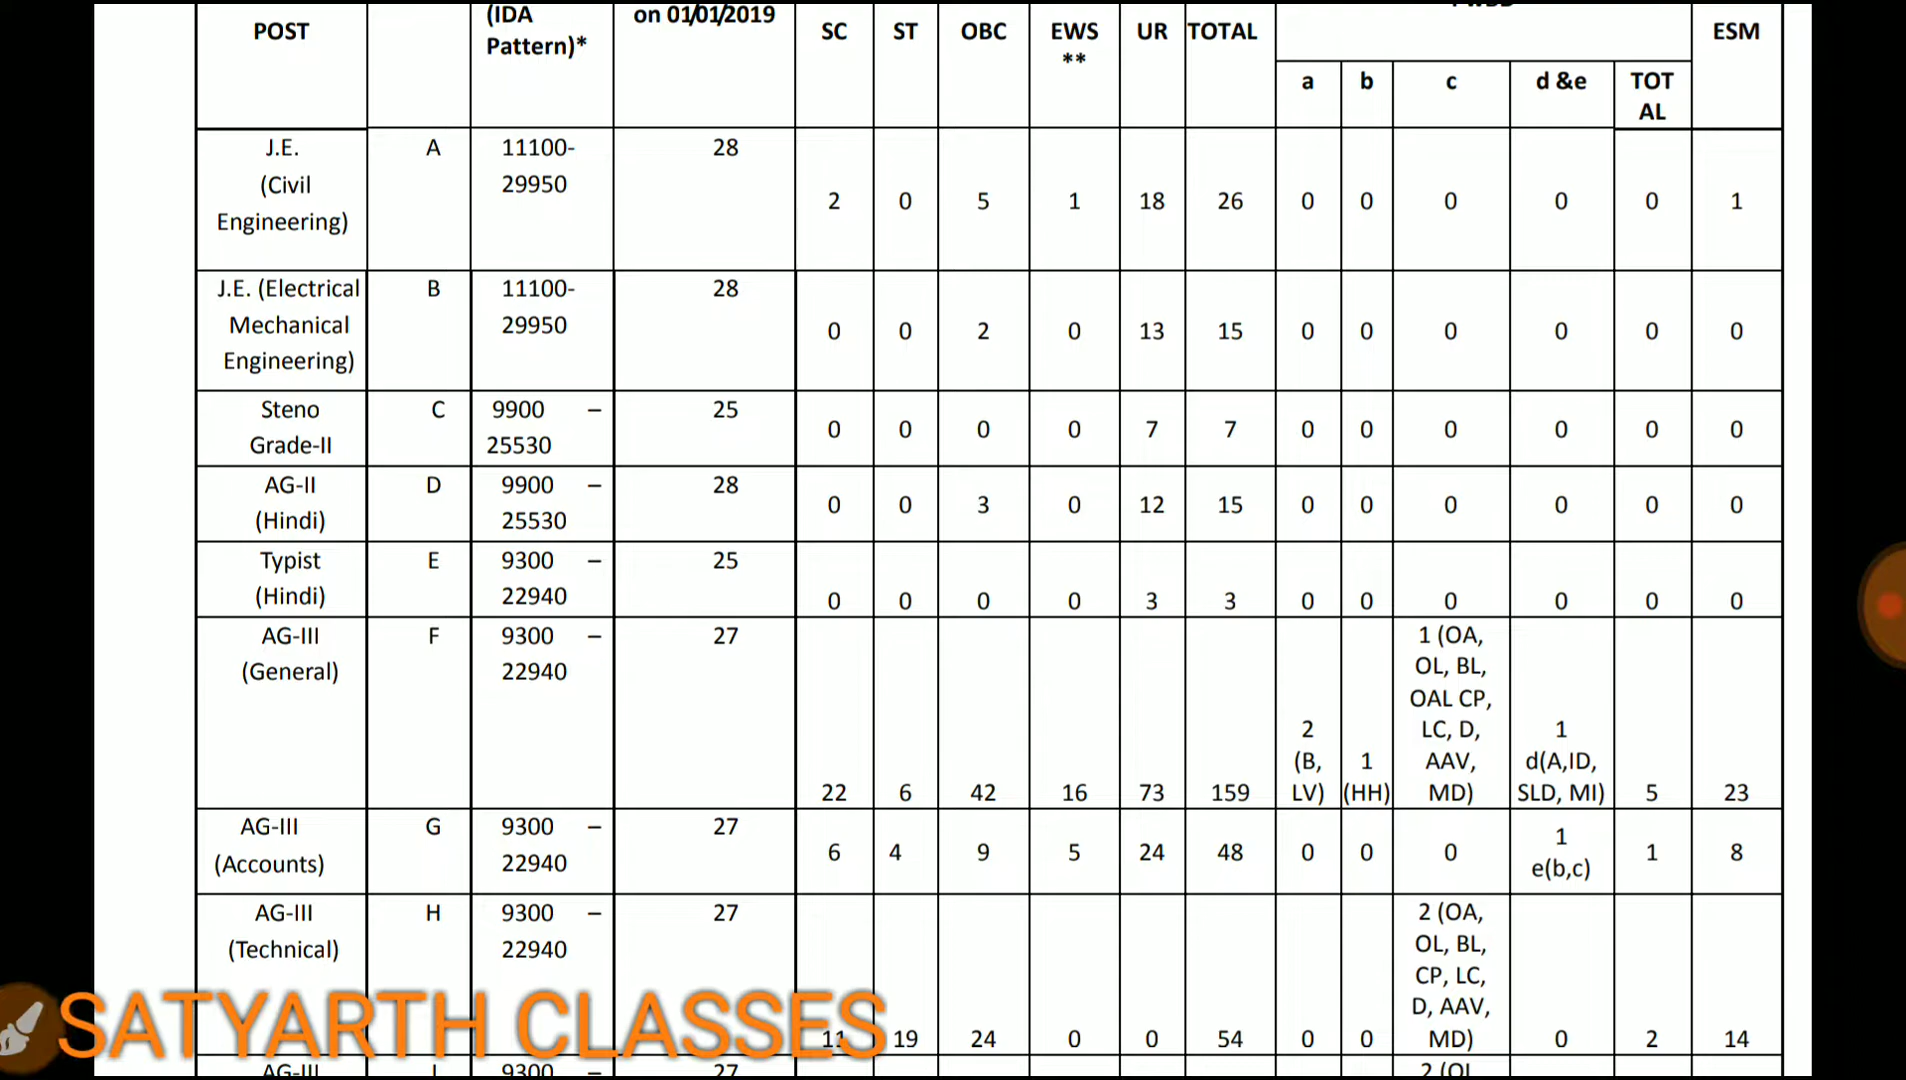 POST (IDA Pattern)* on 01/01/2019 SC ST OBC EWS ** UR TOTAL ESM
a b c d &e TOT AL
J.E. (Civil Engineering) A 11100-29950 28 2 0 5 1 18 26 0 0 0 0 0 1
J.E. (Electrical Mechanical Engineering) B 11100-29950 28 0 0 2 0 13 15 0 0 0 0 0 0
Steno Grade-II C 9900 – 25530 25 0 0 0 0 7 7 0 0 0 0 0 0
AG-II (Hindi) D 9900 – 25530 28 0 0 3 0 12 15 0 0 0 0 0 0
Typist (Hindi) E 9300 – 22940 25 0 0 0 0 3 3 0 0 0 0 0 0
AG-III (General) F 9300 – 22940 27 22 6 42 16 73 159 2 (B, LV) 1 (HH) 1 (OA, OL, BL, OAL CP, LC, D, AAV, MD) 1 d(A,ID, SLD, MI) 5 23
AG-III (Accounts) G 9300 – 22940 27 6 4 9 5 24 48 0 0 0 1 e(b,c) 1 8
AG-III (Technical) H 9300 – 22940 27 11 19 24 0 0 54 0 0 2 (OA, OL, BL, CP, LC, D, AAV, MD) 0 2 14
SATYARTH CLASSES
AG-III I 9300 – 27 2 (OL